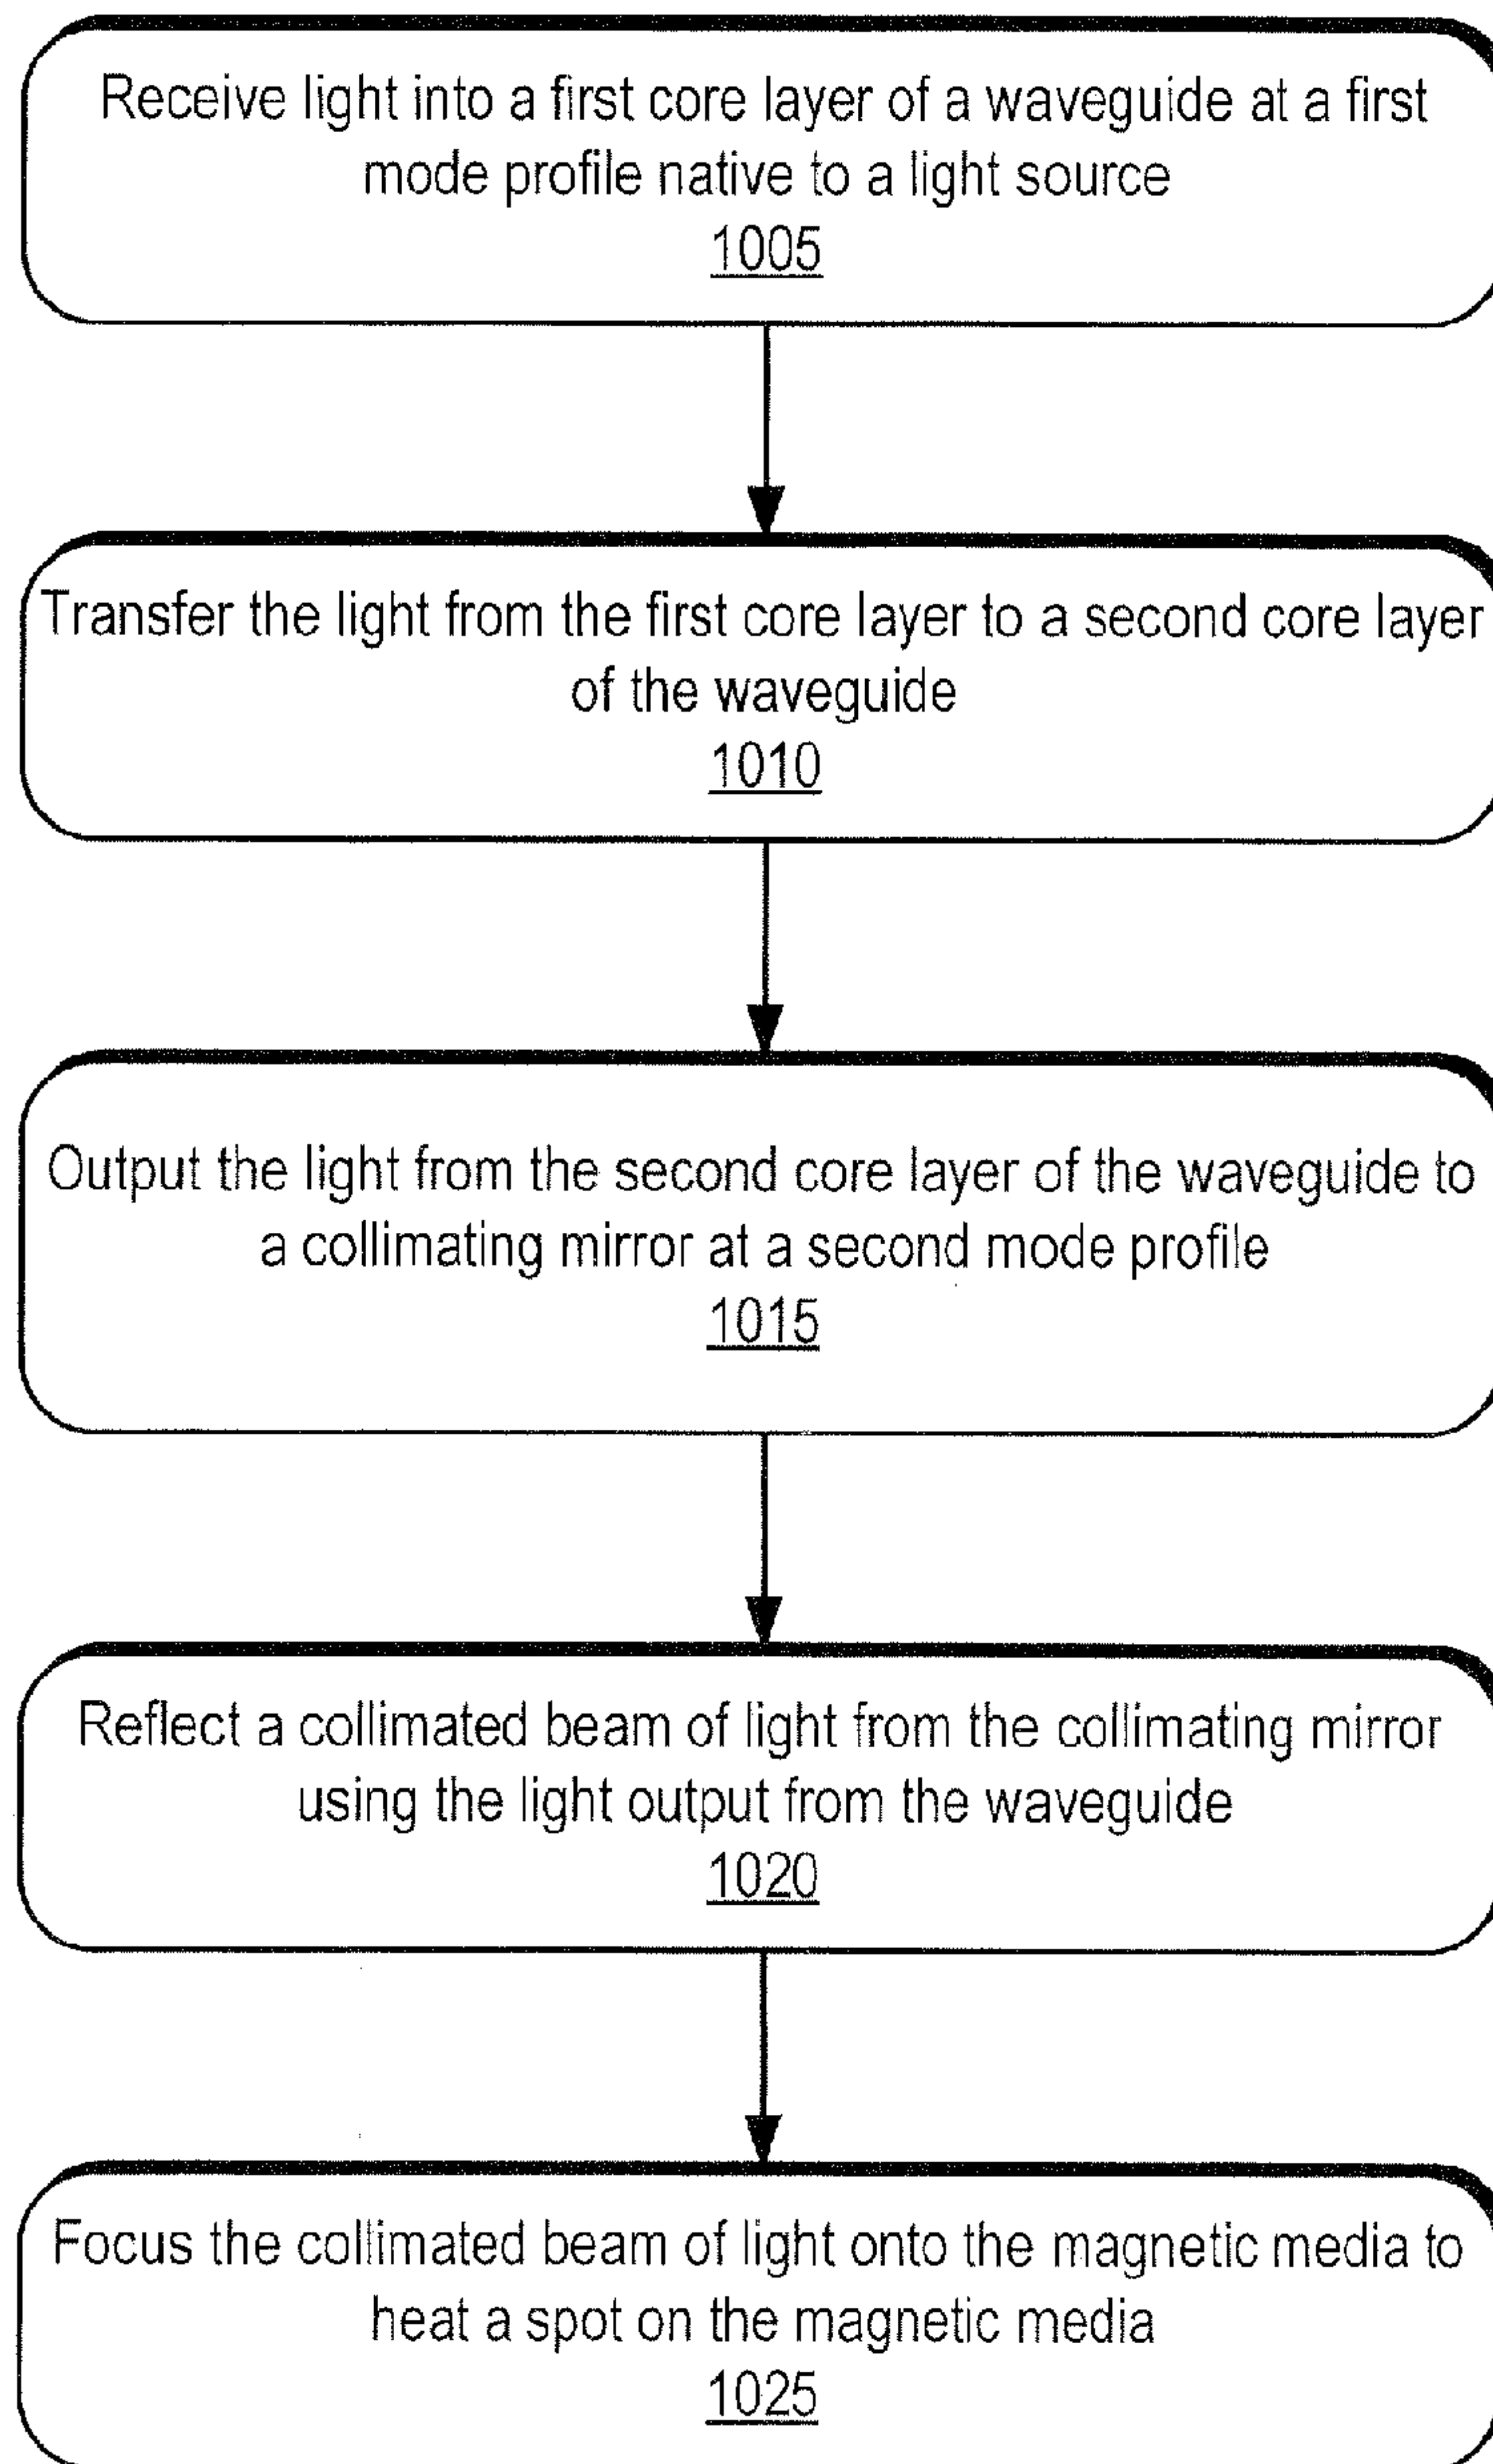 Receive light into a first core layer of a waveguide at a first
mode profile native to a light source
1005
Transfer the light from the first core layer to a second core layer
of the waveguide
1010
Output the light from the second core layer of the waveguide to
a collimating mirror at a second mode profile
1015
Reflect a collimated beam of light from the collimating mirror
using the light output from the waveguide
1020
Focus the collimated beam of light onto the magnetic media to
heat a spot on the magnetic media
1025